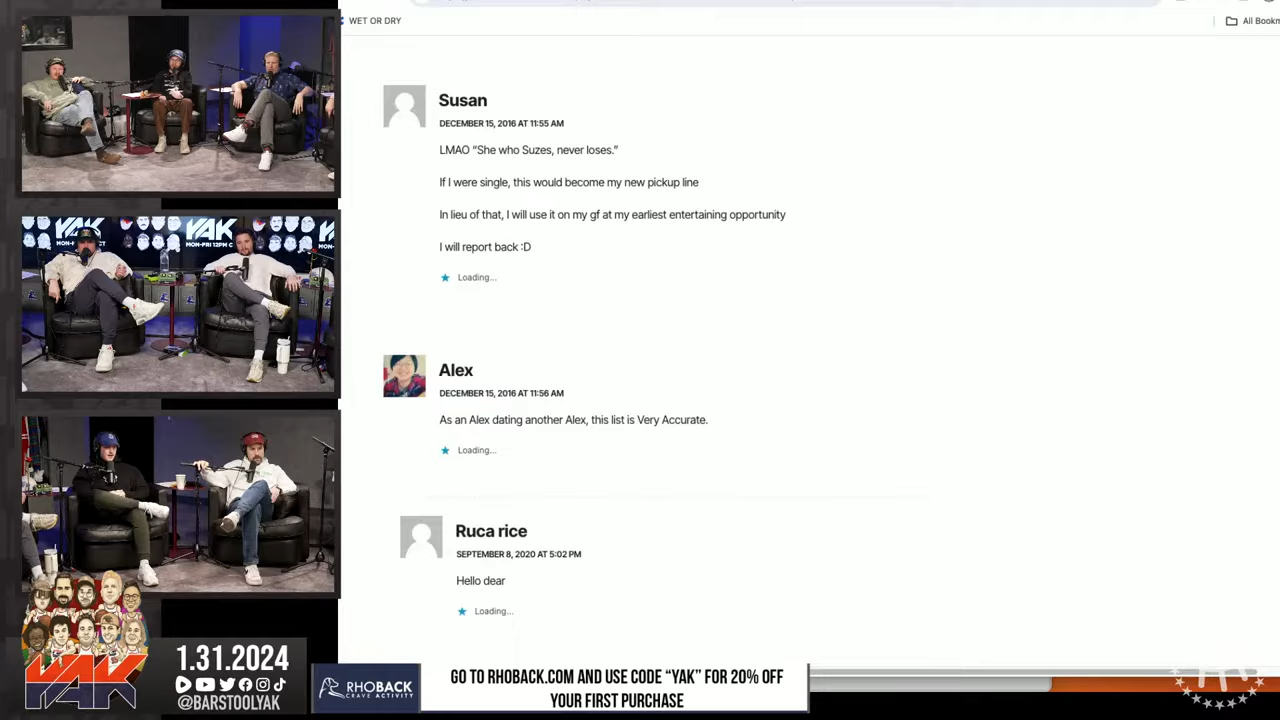 WET OR DRY
All Bookm
Susan
DECEMBER 15, 2016 AT 11:55 AM
LMAO “She who Suzes, never loses.”
If I were single, this would become my new pickup line
In lieu of that, I will use it on my gf at my earliest entertaining opportunity
I will report back :D
Loading...
Alex
DECEMBER 15, 2016 AT 11:56 AM
As an Alex dating another Alex, this list is Very Accurate.
Loading...
Ruca rice
SEPTEMBER 8, 2020 AT 5:02 PM
Hello dear
Loading...
YAK
MON-FRI 12PM C
YAK
1.31.2024
@BARSTOOLYAK
RHOBACK
CRAVE ACTIVITY
GO TO RHOBACK.COM AND USE CODE “YAK” FOR 20% OFF
YOUR FIRST PURCHASE